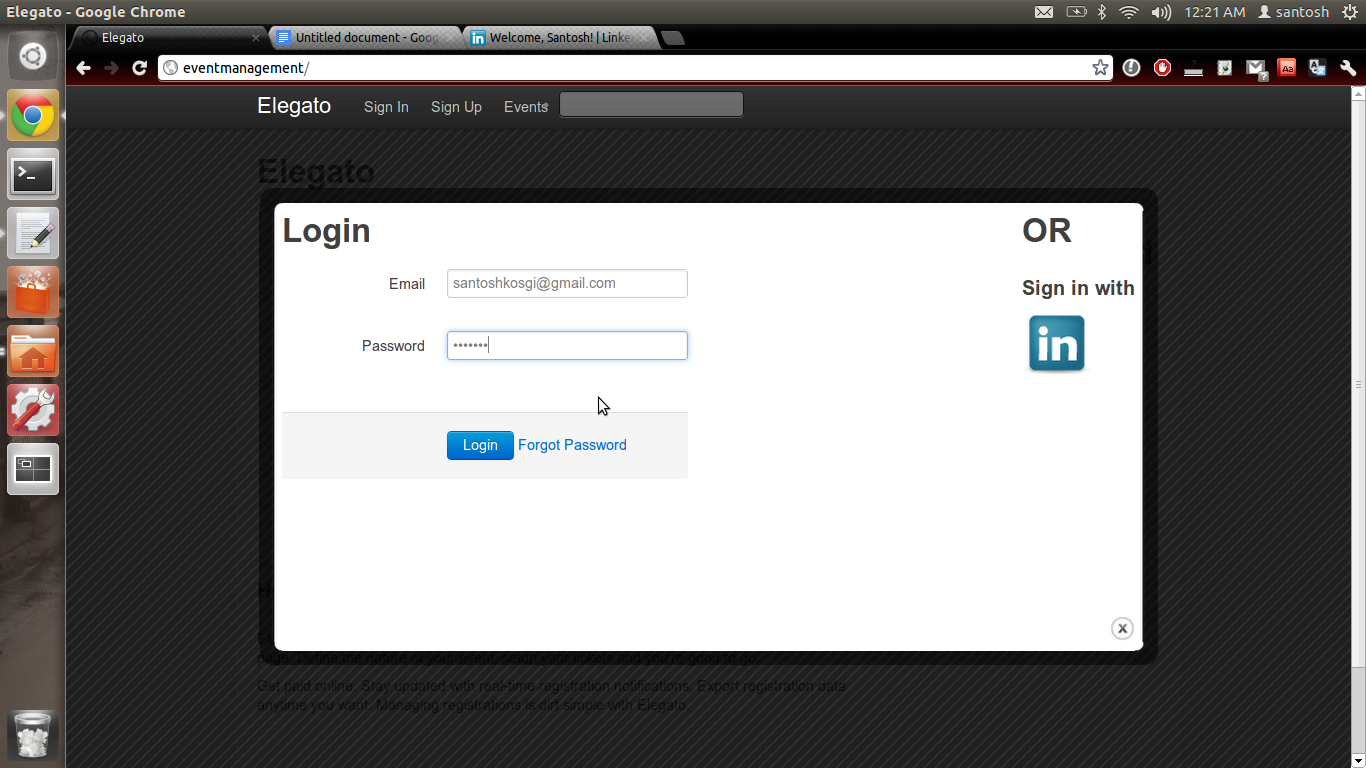 Elegato - Google Chrome
12:21 AM santosh
Elegato
Untitled document - Goog
Welcome, Santosh! | Linke
eventmanagement/
Elegato Sign In Sign Up Events
Elegato
Login
OR
Email santoshkosgi@gmail.com
Sign in with
Password •••••••
in
Login Forgot Password
x
page. Define the nature of your event, setup your tickets and you're good to go.
Get paid online. Stay updated with real-time registration notifications. Export registration data
anytime you want. Managing registrations is dirt simple with Elegato.